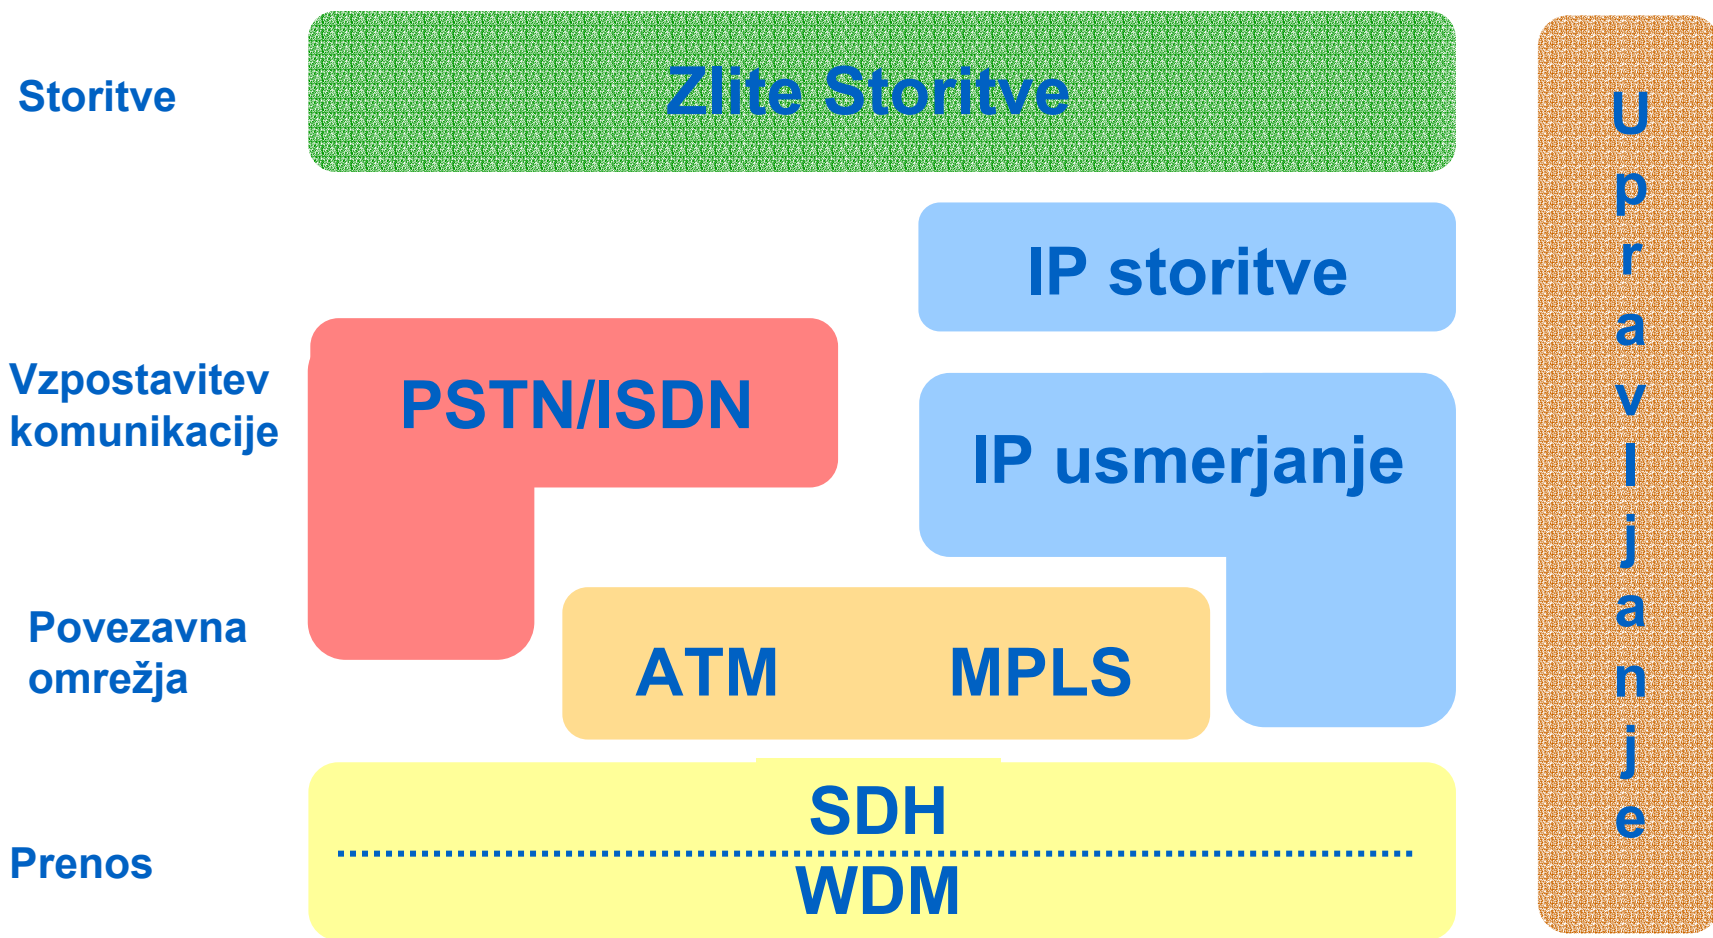 Storitve
Zlite Storitve
IP storitve
Vzpostavitev
komunikacije
PSTN/ISDN
IP usmerjanje
Povezavna
omrežja
ATM MPLS
Prenos
SDH
WDM
Upravljanje